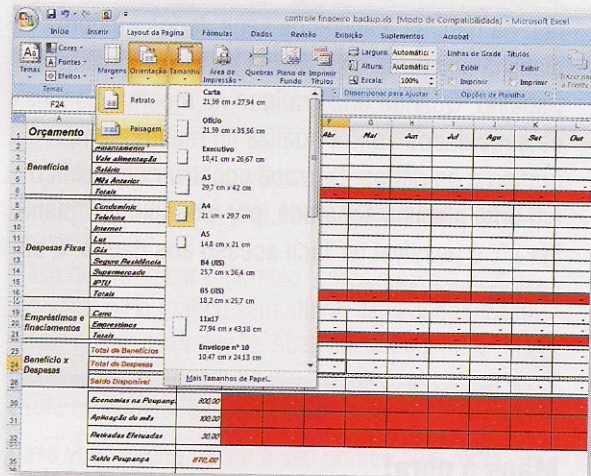 controle finaceiro backup.xls [Modo de Compatibilidade] - Microsoft Excel
Início Inserir Layout da Página Fórmulas Dados Revisão Exibição Suplementos Acrobat
Cores
Fontes
Efeitos
Temas
Temas
Margens Orientação Tamanho Área de Impressão Quebras Plano de Fundo Imprimir Títulos
Largura: Automátic
Altura: Automátic
Escala: 100%
Dimensionar para Ajustar
Linhas de Grade Títulos
Exibir Exibir
Imprimir Imprimir
Opções de Planilha
à Frente
F24
Retrato
Paisagem
Carta
21,59 cm x 27,94 cm
Ofício
21,59 cm x 35,56 cm
Executivo
18,41 cm x 26,67 cm
A3
29,7 cm x 42 cm
A4
21 cm x 29,7 cm
A5
14,8 cm x 21 cm
B4 (JIS)
25,7 cm x 36,4 cm
B5 (JIS)
18,2 cm x 25,7 cm
11x17
27,94 cm x 43,18 cm
Envelope nº 10
10,47 cm x 24,13 cm
Mais Tamanhos de Papel...
A F G H I J K L
1 Orçamento Abr Mai Jun Jul Ago Set Out
Benefícios
Vale alimentação
Salário
Mês Anterior
Totais
Despesas Fixas
Condomínio
Telefone
Internet
Luz
Gás
Seguro Residência
Supermercado
IPTU
Totais
Empréstimos e finaciamentos
Carro
Emprestimos
Totais
Benefício x Despesas
Total de Benefícios
Total de Despesas
Saldo Disponível
Economias na Poupanç. 800,00
Aplicação do mês 100,00
Retiradas Efetuadas 30,00
Saldo Poupança 870,00